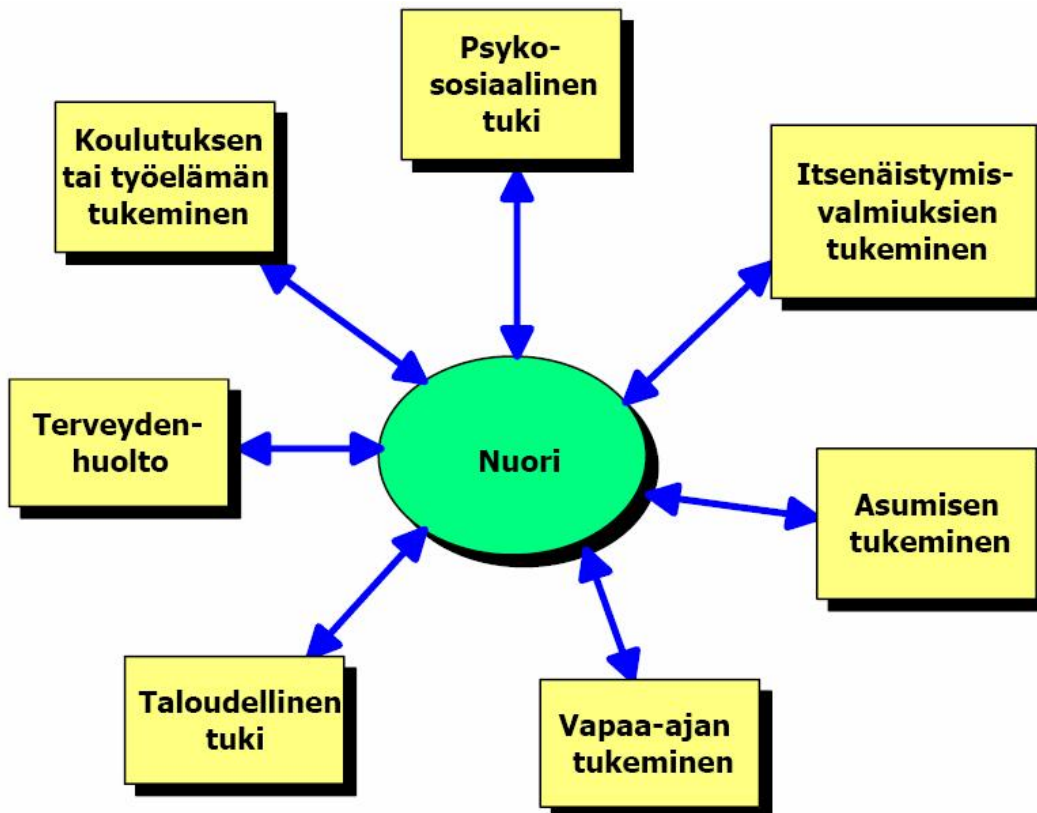 Psyko-
sosiaalinen
tuki
Koulutuksen
tai työelämän
tukeminen
Itsenäistymis-
valmiuksien
tukeminen
Terveyden-
huolto
Nuori
Asumisen
tukeminen
Taloudellinen
tuki
Vapaa-ajan
tukeminen